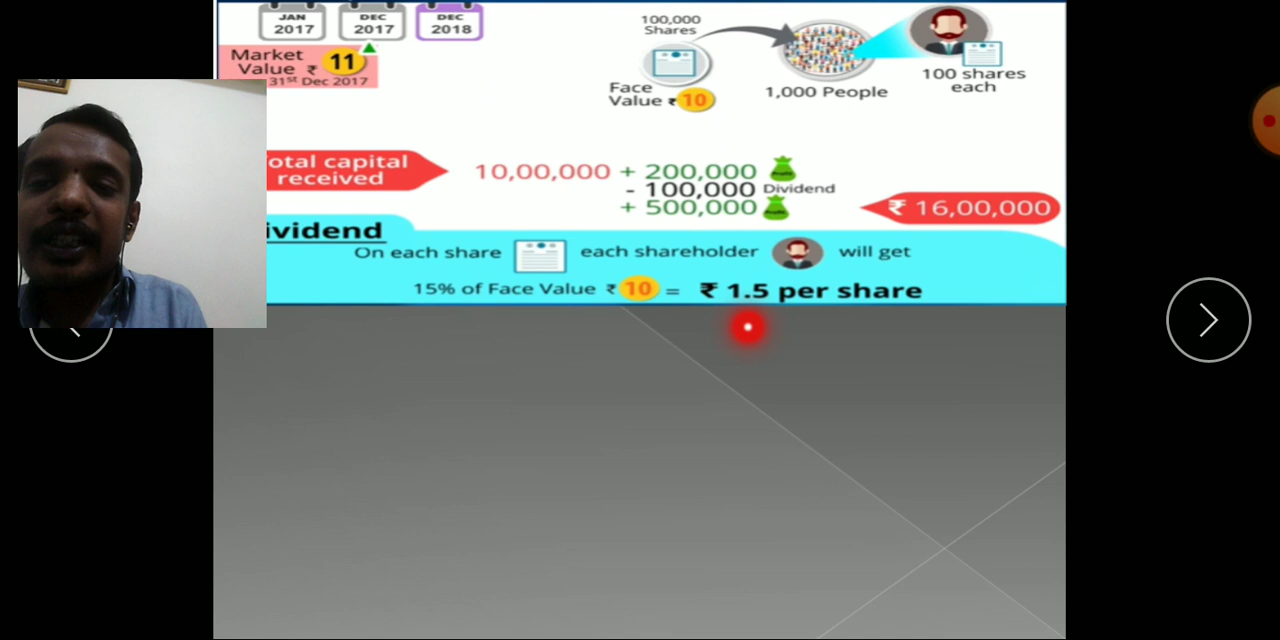 JAN
2017
DEC
2017
DEC
2018
Market
Value ₹ 11
31st Dec 2017
100,000
Shares
Face
Value ₹ 10
1,000 People
100 shares
each
otal capital
received
10,00,000 + 200,000
- 100,000 Dividend
+ 500,000
₹ 16,00,000
ividend
On each share each shareholder will get
15% of Face Value ₹ 10 = ₹ 1.5 per share